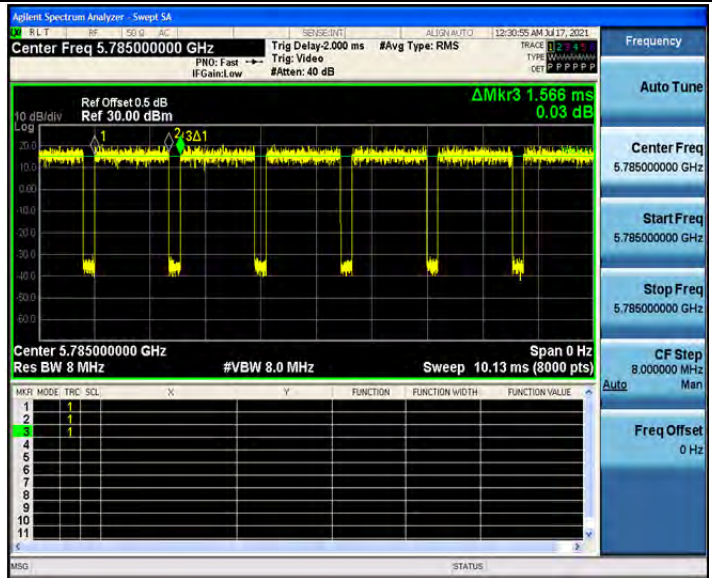 Agilent Spectrum Analyzer - Swept SA
RLT RF 50 Ω AC SENSE:INT ALIGN AUTO 12:30:55 AM Jul 17, 2021
Center Freq 5.785000000 GHz
PNO: Fast
IFGain:Low
Trig Delay-2.000 ms
Trig: Video
#Atten: 40 dB
#Avg Type: RMS
TRACE 1 2 3 4 5 6
TYPE
DET P P P P P P
Frequency
Auto Tune
Center Freq
5.785000000 GHz
Start Freq
5.785000000 GHz
Stop Freq
5.785000000 GHz
CF Step
8.000000 MHz
Auto Man
Freq Offset
0 Hz
ΔMkr3 1.566 ms
0.03 dB
Ref Offset 0.5 dB
10 dB/div Ref 30.00 dBm
Log
1 2 3Δ1
20.0
10.0
0.00
-10.0
-20.0
-30.0
-40.0
-50.0
-60.0
Center 5.785000000 GHz Span 0 Hz
Res BW 8 MHz #VBW 8.0 MHz Sweep 10.13 ms (8000 pts)
MKR MODE TRC SCL X Y FUNCTION FUNCTION WIDTH FUNCTION VALUE
1 1
2 1
3 1
4
5
6
7
8
9
10
11
MSG STATUS